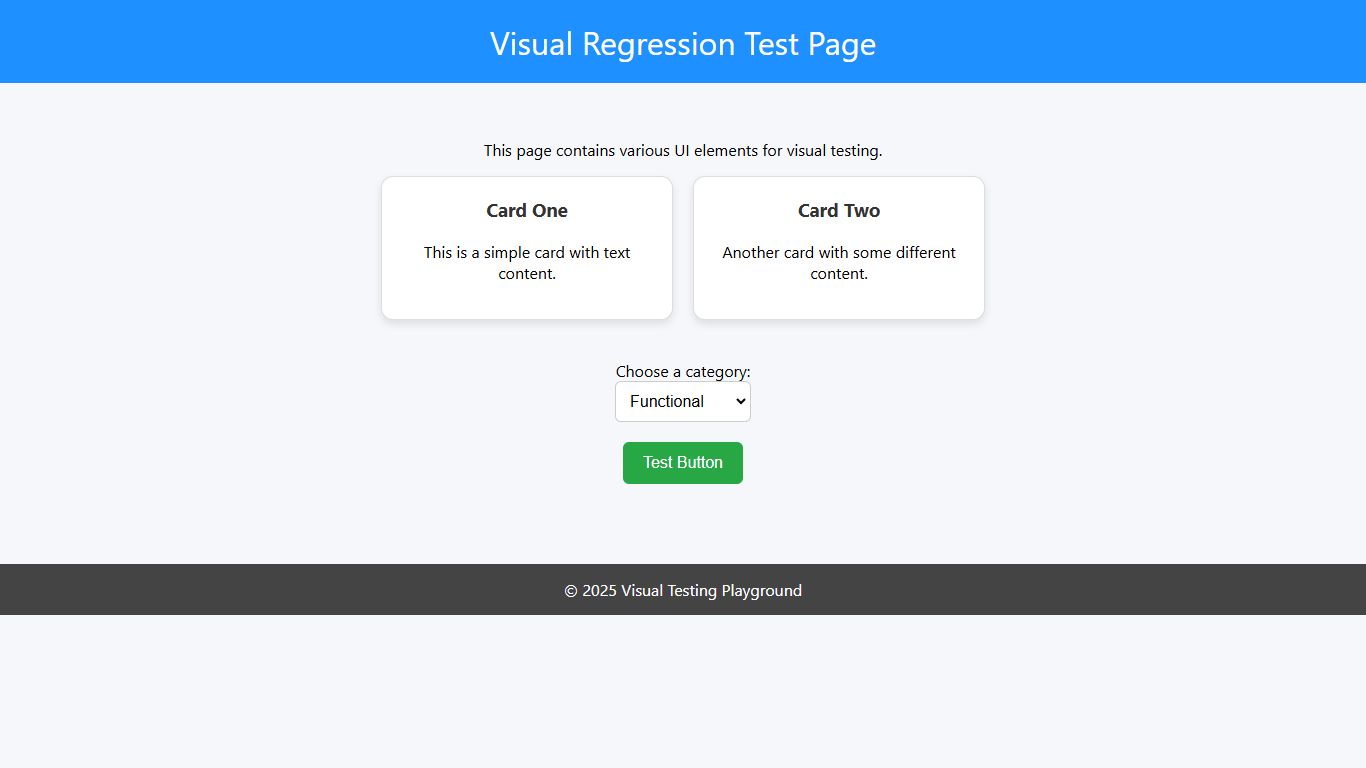 Visual Regression Test Page
This page contains various UI elements for visual testing.
Card One
This is a simple card with text
content.
Card Two
Another card with some different
content.
Choose a category:
Functional
Test Button
© 2025 Visual Testing Playground